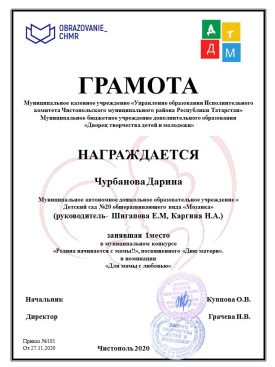 OBRAZOVANIE_
CHMR
Д
А Т
Д М
ГРАМОТА
Муниципальное казенное учреждение «Управление образования Исполнительного
комитета Чистопольского муниципального района Республики Татарстан»
Муниципальное бюджетное учреждение дополнительного образования
«Дворец творчества детей и молодежи»
НАГРАЖДАЕТСЯ
Чурбанова Дарина
Муниципальное автономное дошкольное образовательное учреждение «
Детский сад №20 общеразвивающего вида «Мозаика»
(руководитель- Шигапова Е.М, Каргина Н.А.)
занявшая 1место
в муниципальном конкурсе
«Родина начинается с мамы!!», посвященного «Дню матери».
в номинации
«Для мамы с любовью»
Начальник Купцова О.В.
Директор Грачева И.В.
Приказ №103
От 27.11.2020 Чистополь 2020